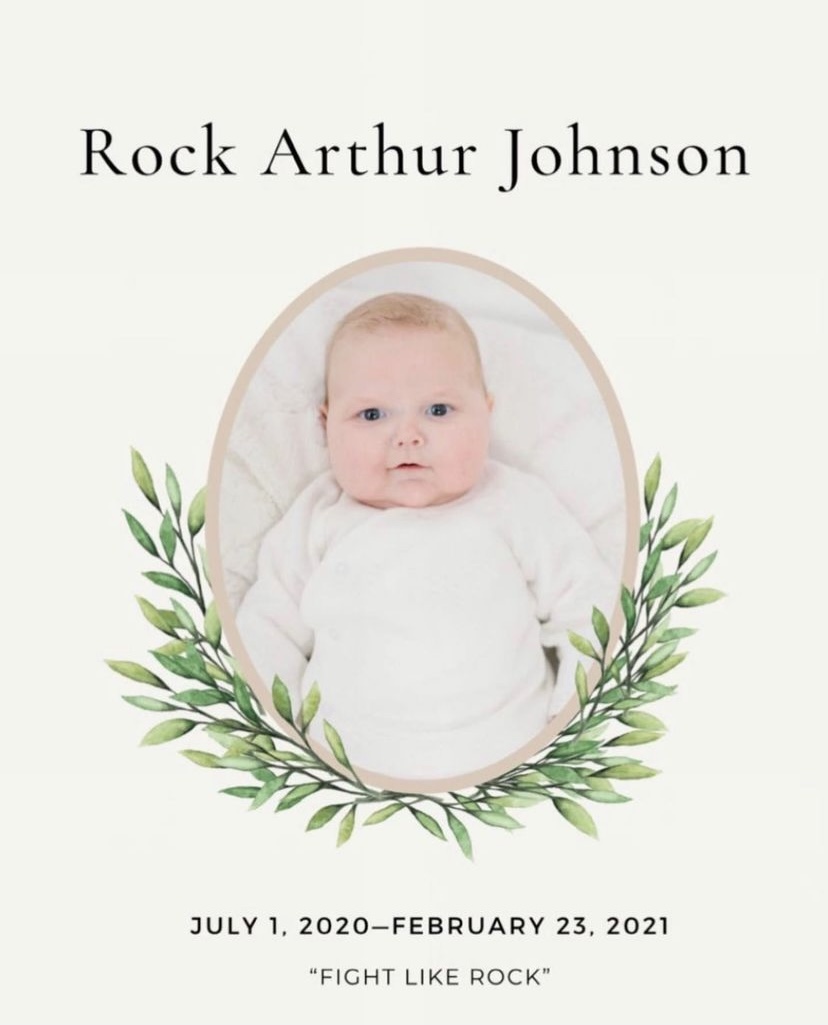 Rock Arthur Johnson
JULY 1, 2020—FEBRUARY 23, 2021
“FIGHT LIKE ROCK”